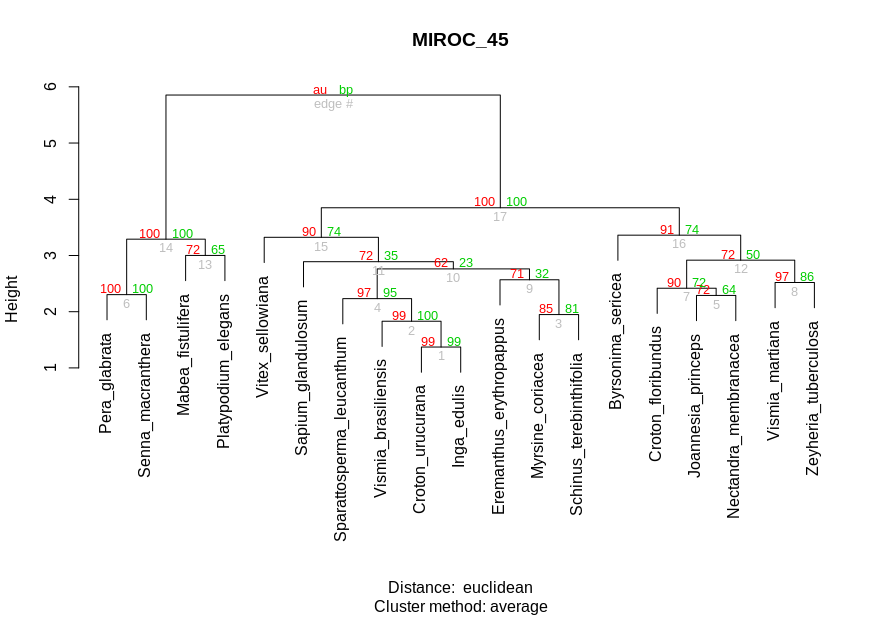 MIROC_45
Height
6
5
4
3
2
1
au bp
edge #
100 100
17
100 100
14
90 74
15
91 74
16
72 65
13
72 35
11
62 23
10
72 50
12
100 100
6
97 95
4
71 32
9
90 72
7
72 64
5
97 86
8
99 100
2
85 81
3
99 99
1
Pera_glabrata
Senna_macranthera
Mabea_fistulifera
Platypodium_elegans
Vitex_sellowiana
Sapium_glandulosum
Sparattosperma_leucanthum
Vismia_brasiliensis
Croton_urucurana
Inga_edulis
Eremanthus_erythropappus
Myrsine_coriacea
Schinus_terebinthifolia
Byrsonima_sericea
Croton_floribundus
Joannesia_princeps
Nectandra_membranacea
Vismia_martiana
Zeyheria_tuberculosa
Distance: euclidean
Cluster method: average